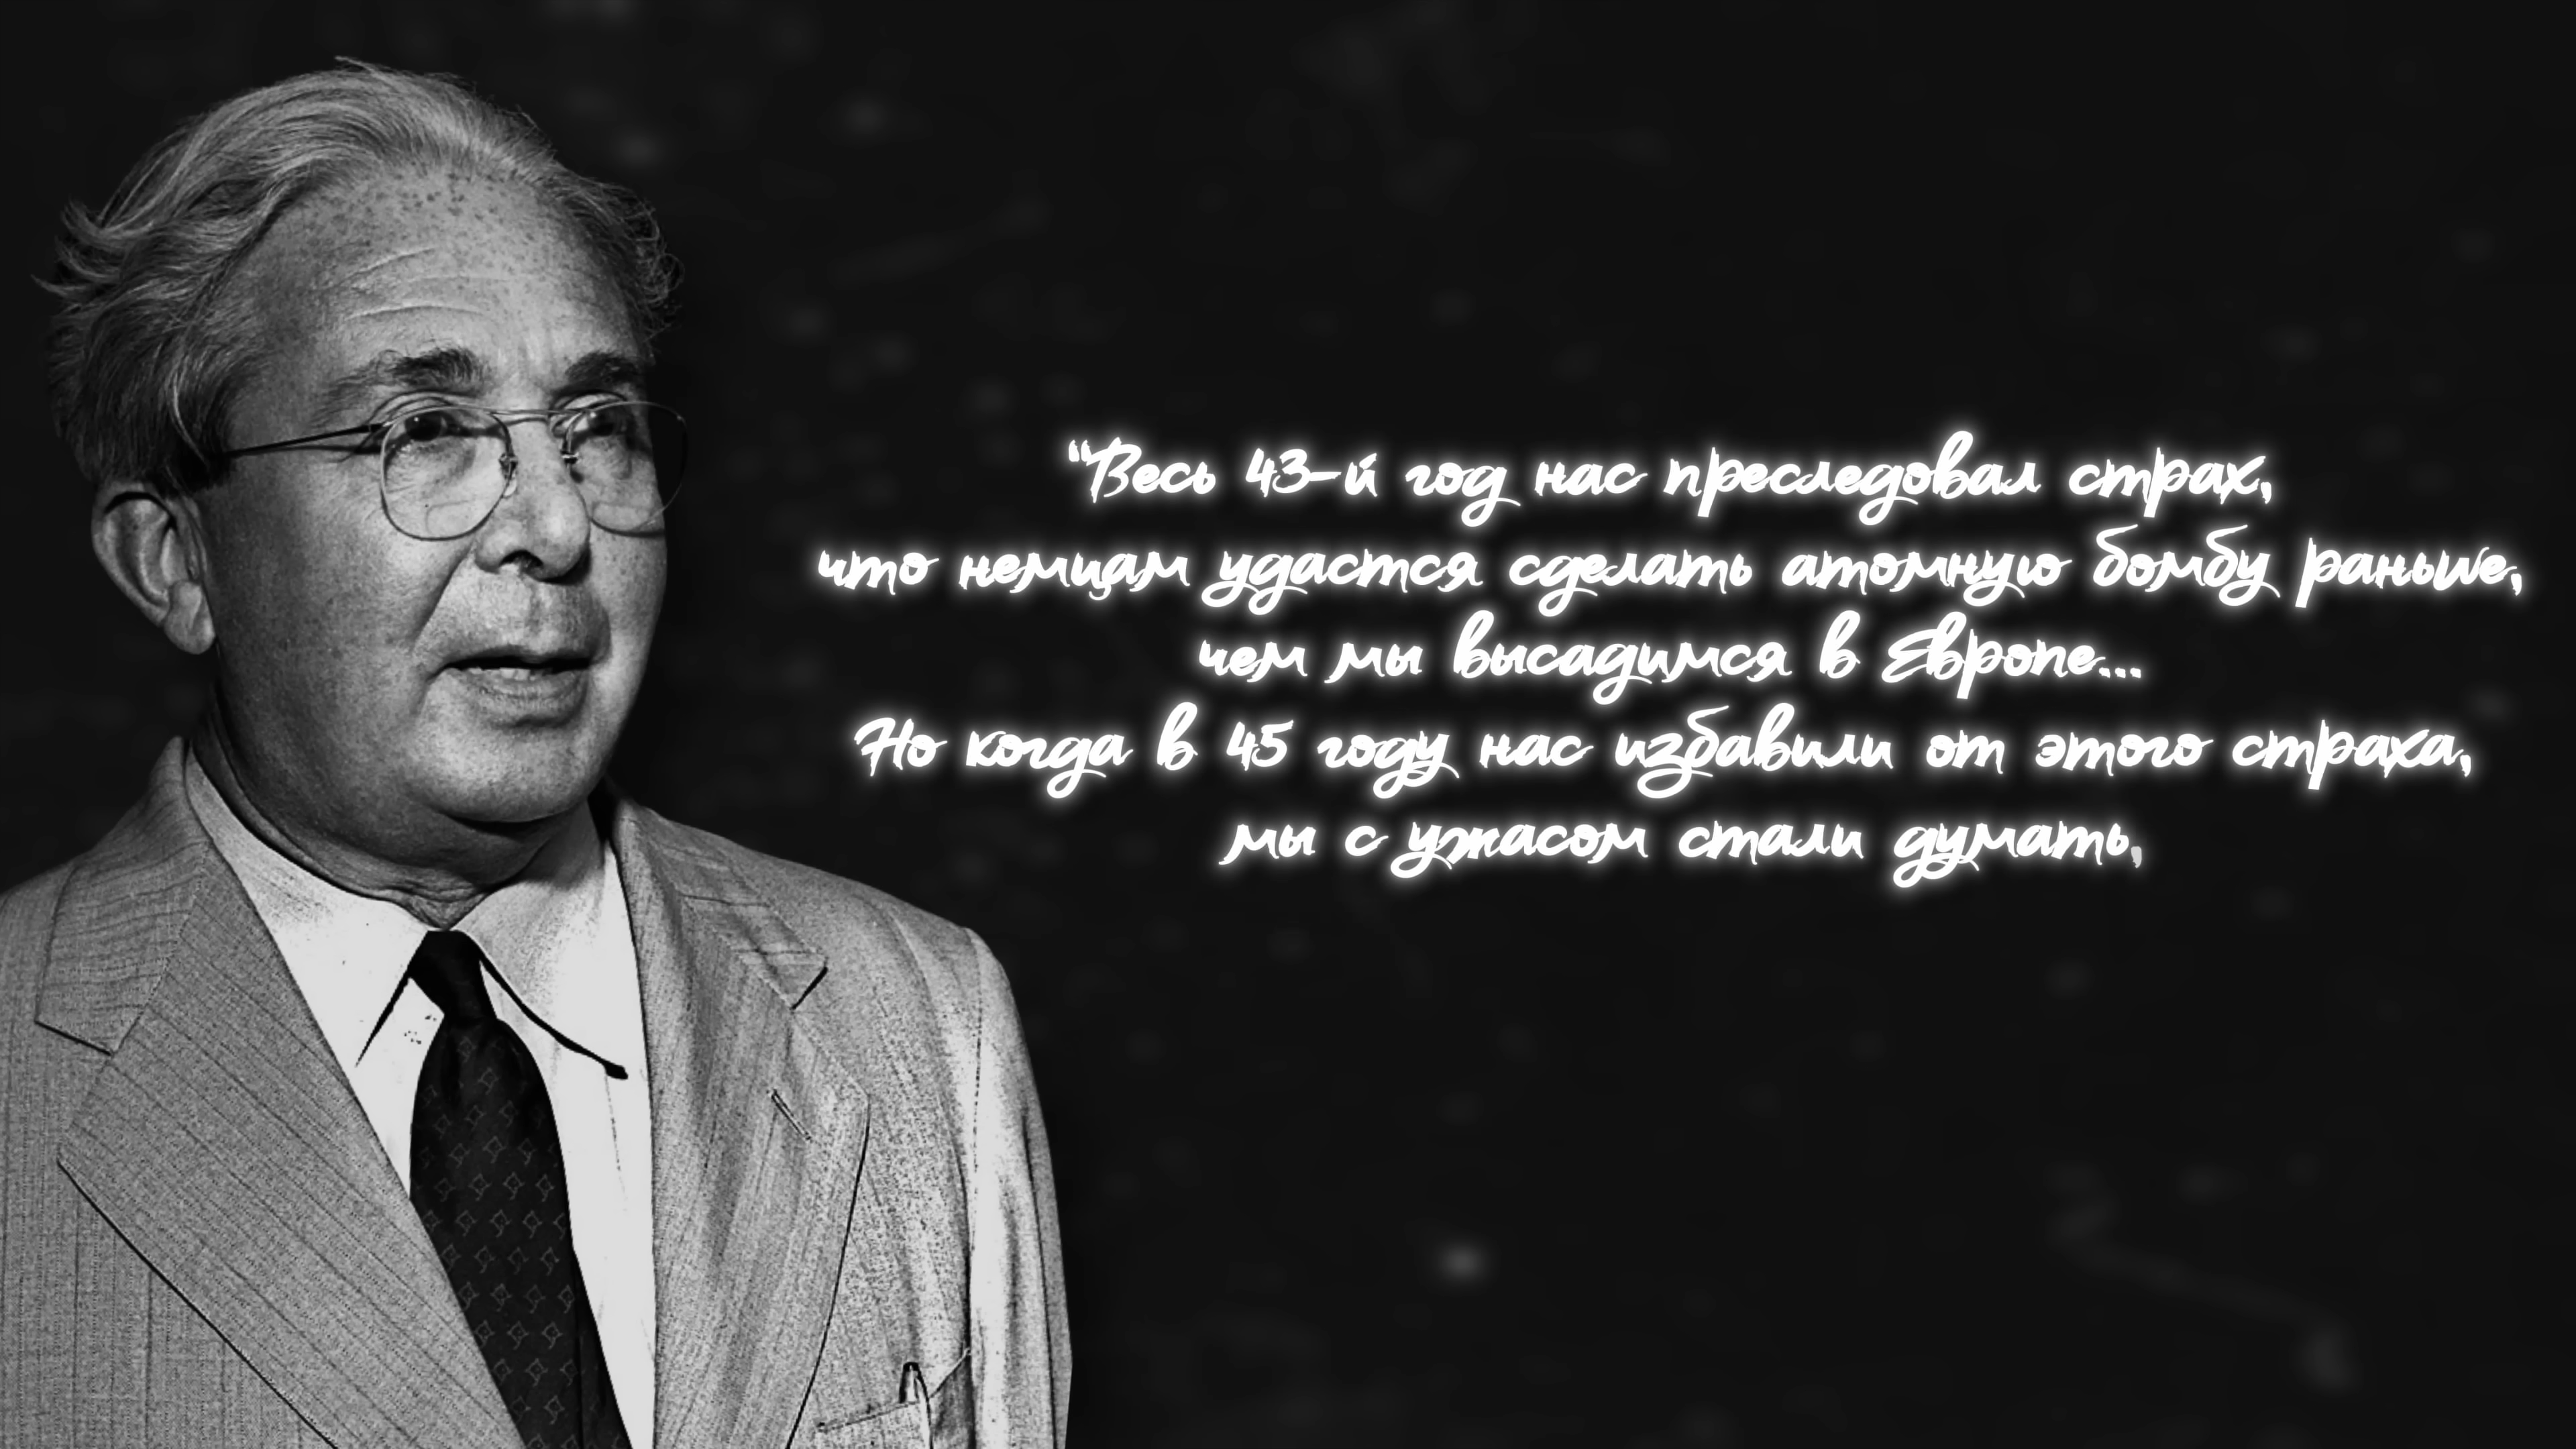 “Весь 43-й год нас преследовал страх,
что немцам удастся сделать атомную бомбу раньше,
чем мы высадимся в Европе...
Но когда в 45 году нас избавили от этого страха,
мы с ужасом стали думать,